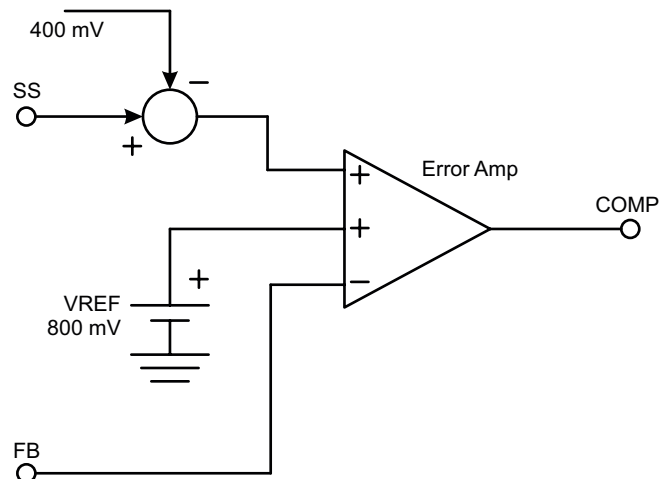 400 mV
−
SS
+
Error Amp
+
COMP
+
+
VREF
800 mV
−
FB